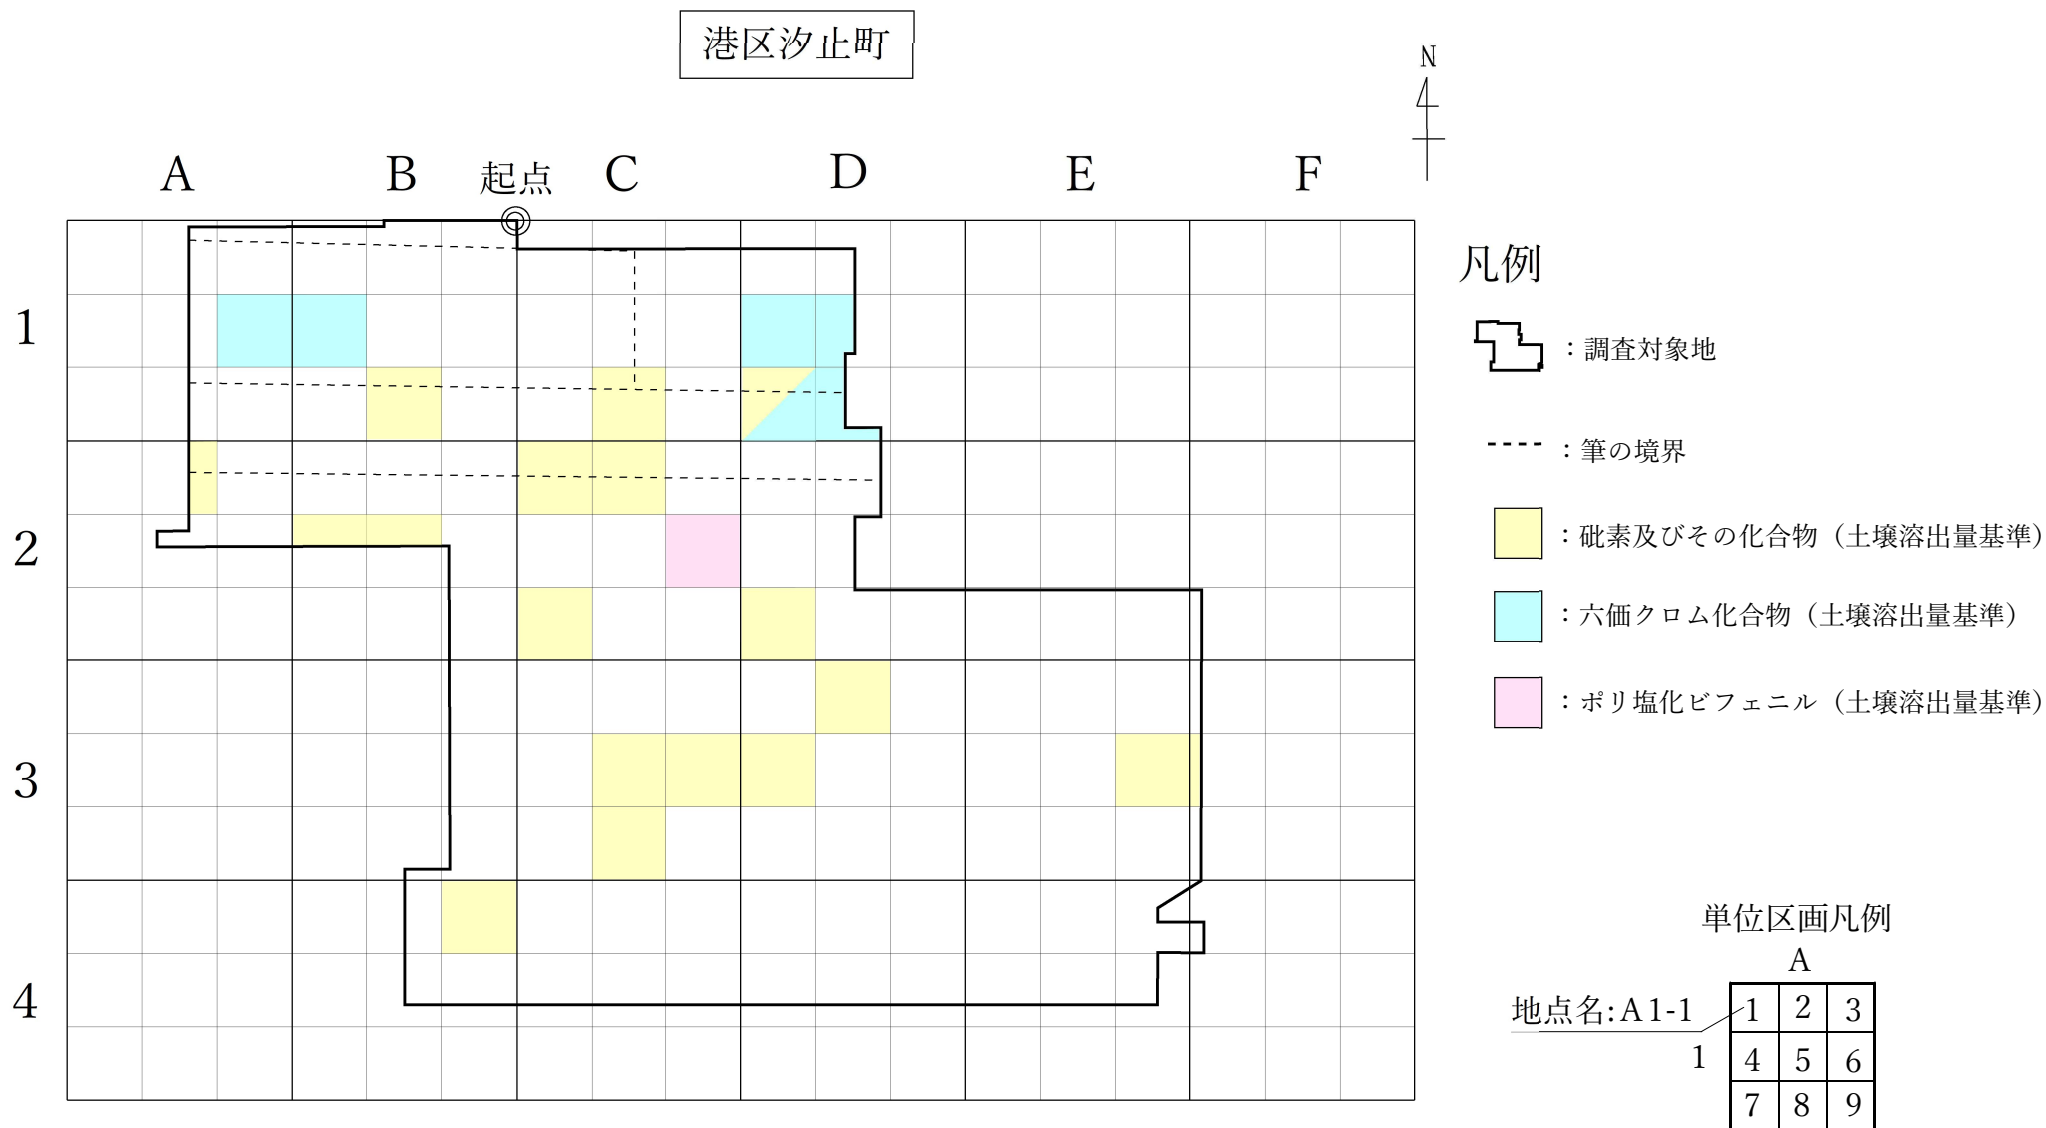 港区汐止町
N
A B 起点 C D E F
1
2
3
4
凡例
：調査対象地
：筆の境界
：砒素及びその化合物（土壌溶出量基準）
：六価クロム化合物（土壌溶出量基準）
：ポリ塩化ビフェニル（土壌溶出量基準）
単位区画凡例
A
地点名:A1-1
1
1 2 3
4 5 6
7 8 9